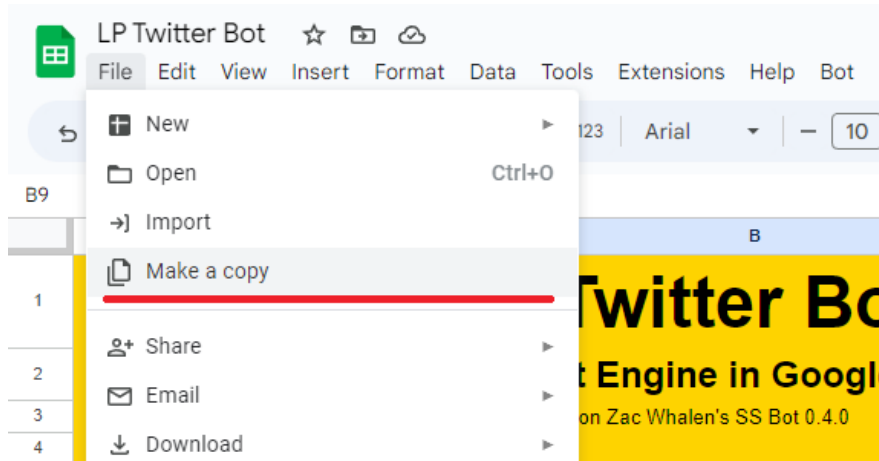 LP Twitter Bot
File Edit View Insert Format Data Tools Extensions Help Bot
New
123 Arial 10
Open Ctrl+O
B9
Import
B
Make a copy
1 Twitter Bo
Share
2 t Engine in Googl
Email
3 on Zac Whalen's SS Bot 0.4.0
4 Download